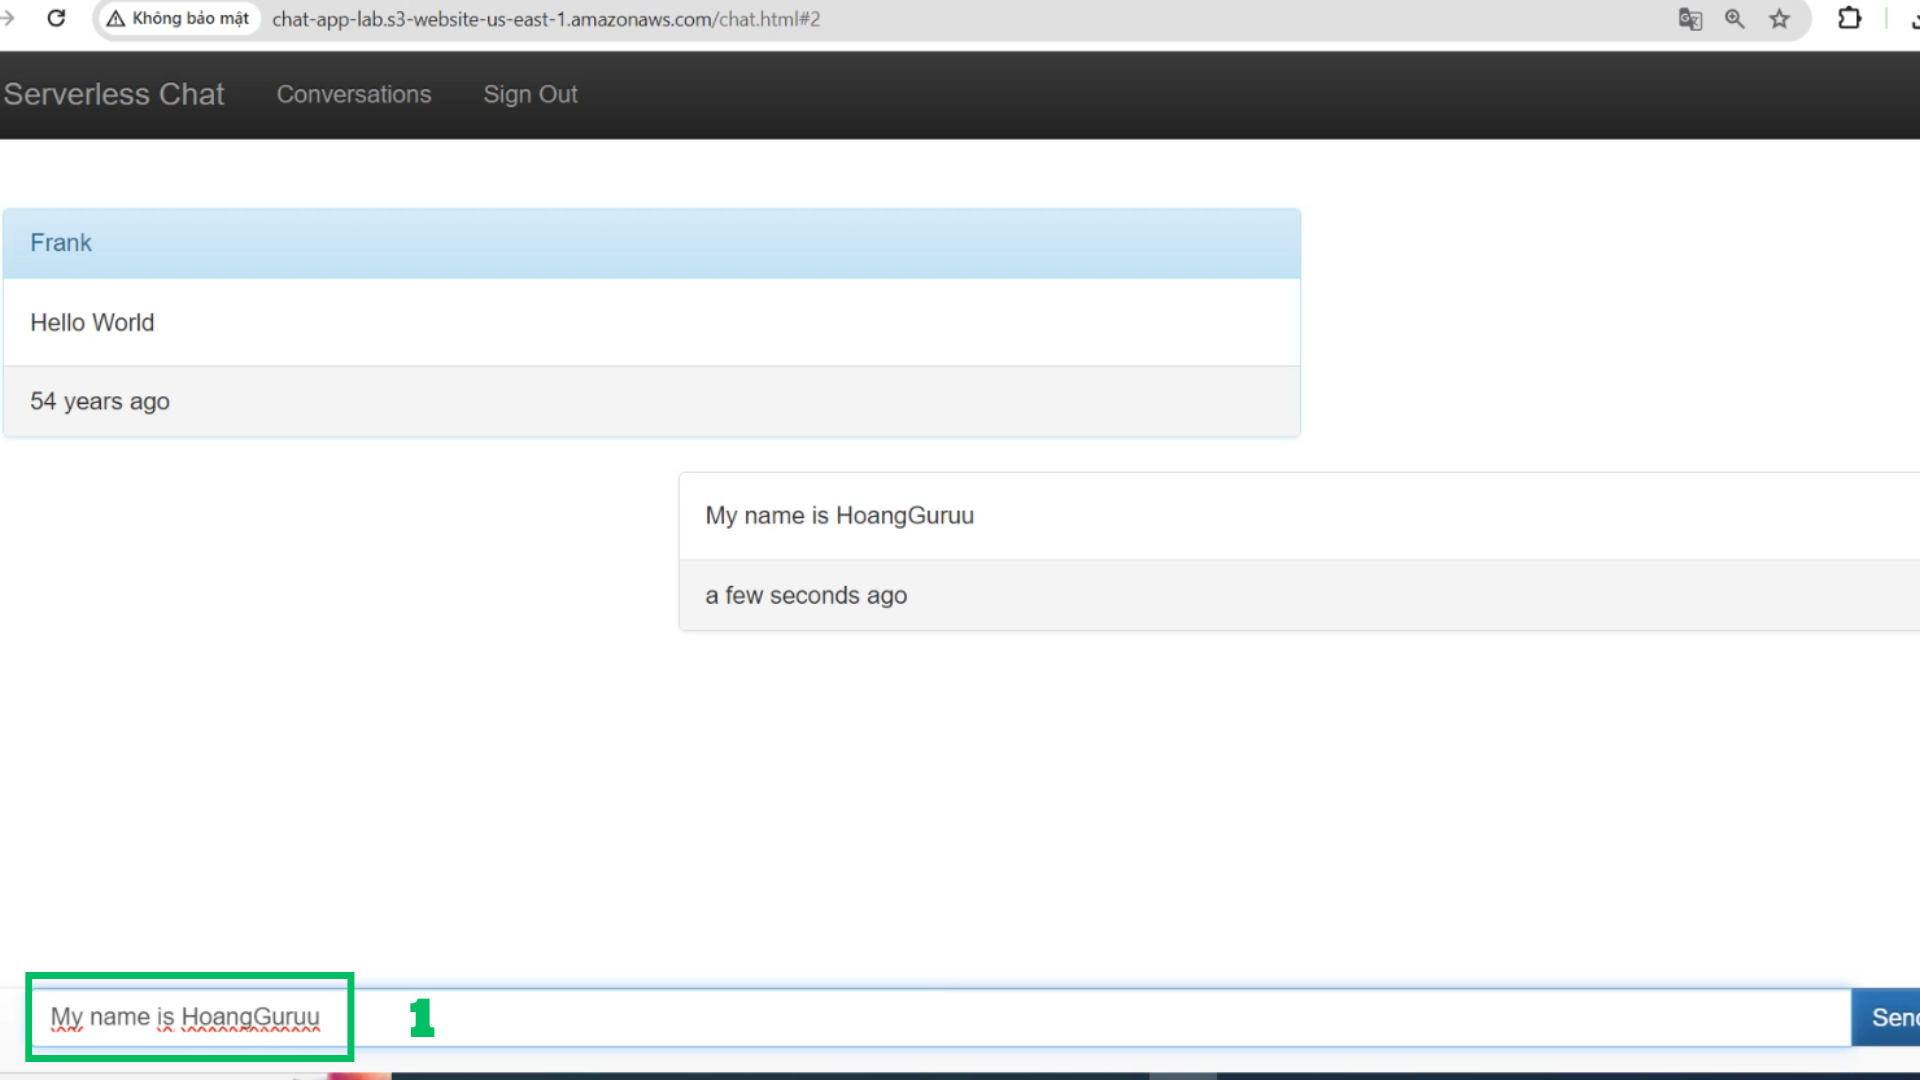 Không bảo mật chat-app-lab.s3-website-us-east-1.amazonaws.com/chat.html#2
Serverless Chat Conversations Sign Out
Frank
Hello World
54 years ago
My name is HoangGuruu
a few seconds ago
My name is HoangGuruu 1 Send